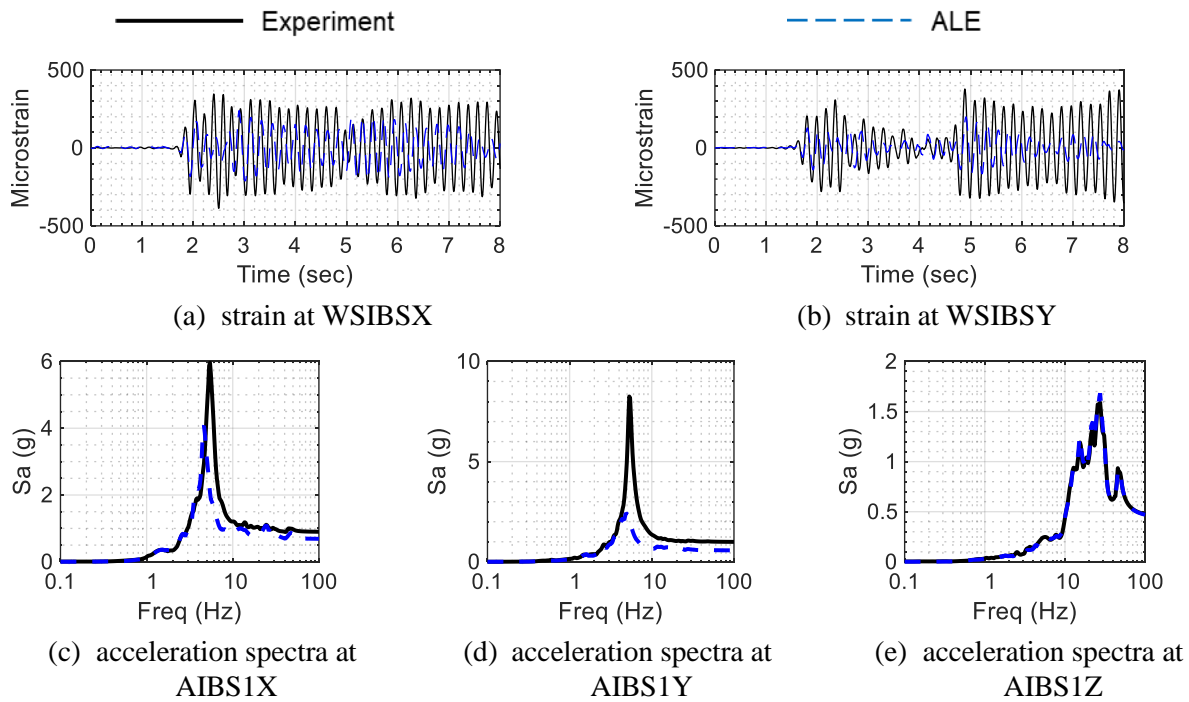 Experiment
ALE
500
0
-500
Microstrain
0 1 2 3 4 5 6 7 8
Time (sec)
(a) strain at WSIBSX
500
0
-500
Microstrain
0 1 2 3 4 5 6 7 8
Time (sec)
(b) strain at WSIBSY
6
4
2
0
Sa (g)
0.1 1 10 100
Freq (Hz)
(c) acceleration spectra at
AIBS1X
10
5
0
Sa (g)
0.1 1 10 100
Freq (Hz)
(d) acceleration spectra at
AIBS1Y
2
1.5
1
0.5
0
Sa (g)
0.1 1 10 100
Freq (Hz)
(e) acceleration spectra at
AIBS1Z